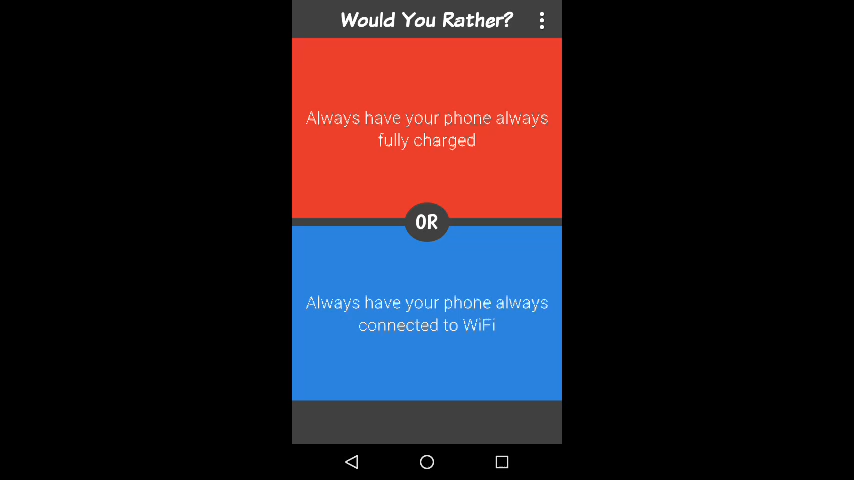 Would You Rather?
Always have your phone always
fully charged
OR
Always have your phone always
connected to WiFi